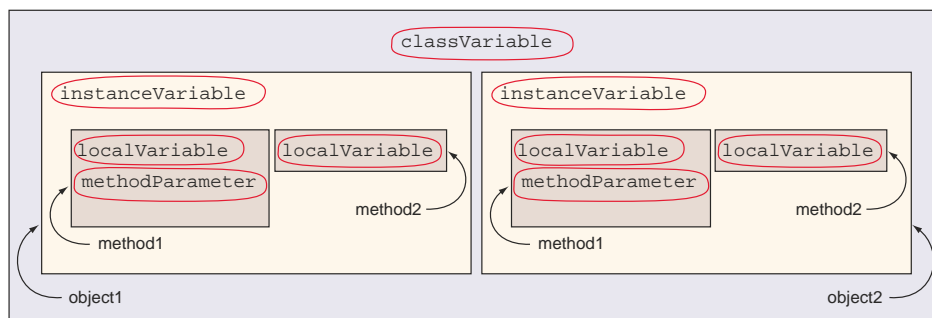 classVariable
instanceVariable
instanceVariable
localVariable
localVariable
methodParameter
method2
method1
object1
localVariable
localVariable
methodParameter
method2
method1
object2